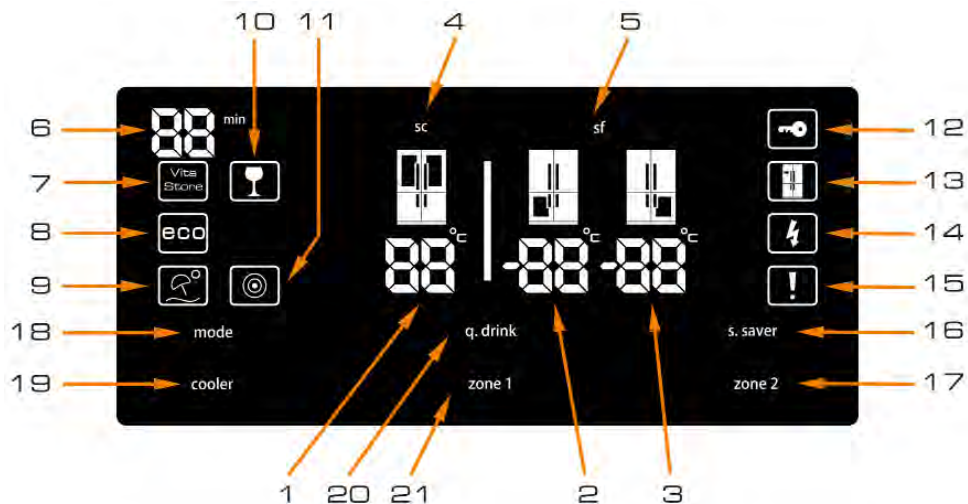 10 11 4 5
6 88 min sc sf 12
7 Vita Store 13
8 eco 88 °c -88 °c -88 °c 14
9 ! 15
18 mode q. drink s. saver 16
19 cooler zone 1 zone 2 17
1 20 21 2 3